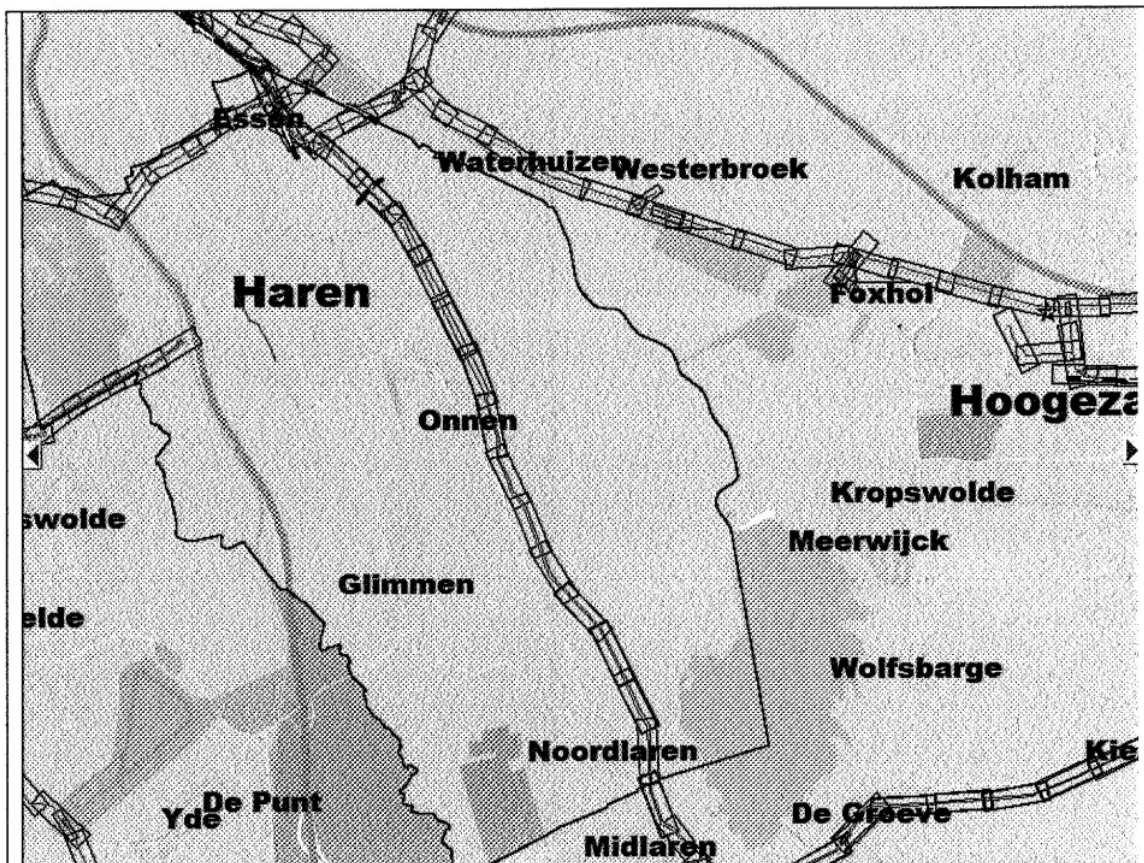 Essen
Waterhuizen
Westerbroek
Kolham
Haren
Foxhol
Hoogeza
Onnen
Kropswolde
swolde
Meerwijck
Glimmen
elde
Wolfsbarge
Noordlaren
Kie
De Punt
Yde
De Groeve
Midlaren